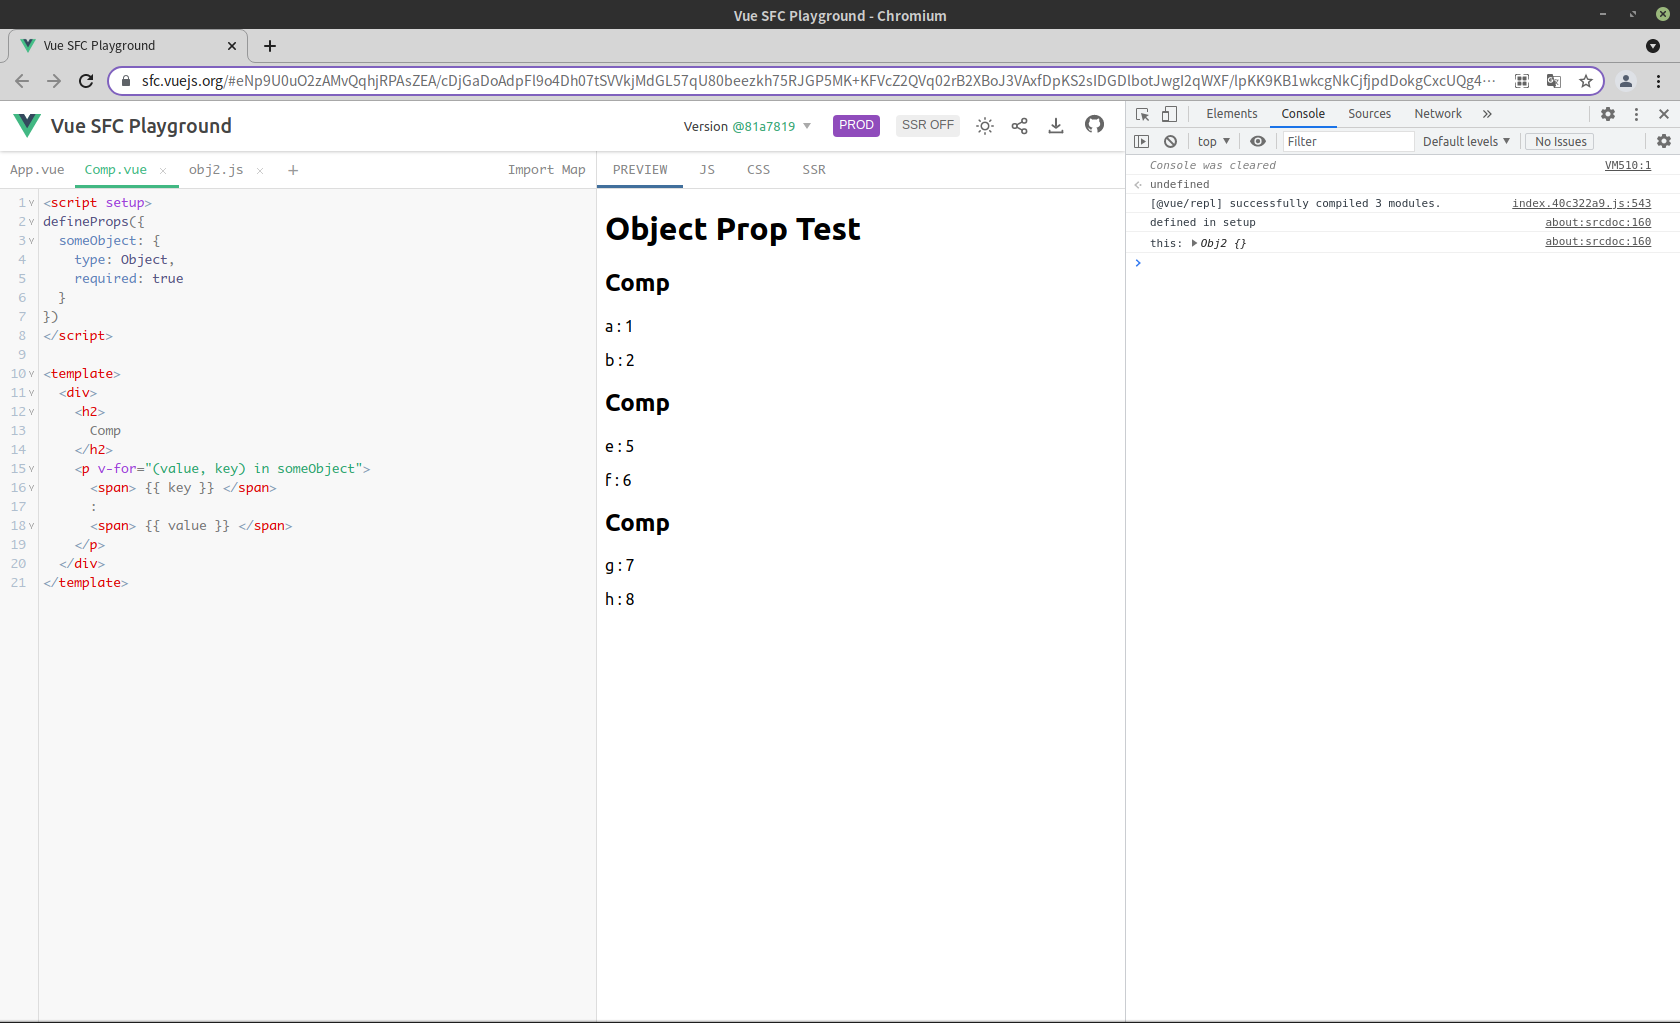 Vue SFC Playground - Chromium
Vue SFC Playground
sfc.vuejs.org/#eNp9U0uO2zAMvQqhjRPAsZEA/cDjGaDoAdpFl9o4Dh07tSVVkjMdGL57qU80beezkh75RJGP5MK+KFVcZ2QVq02rB2XBoJ3VAxfDpKS2sIDGDlbotJwgI2qWXF/lpKK9KB1wkcgNkCjfjpdDokgCxcUQg4···
Vue SFC Playground
Version @81a7819
PROD
SSR OFF
App.vue
Comp.vue
obj2.js
+
Import Map
PREVIEW
JS
CSS
SSR
1 <script setup>
2 defineProps({
3 someObject: {
4 type: Object,
5 required: true
6 }
7 })
8 </script>
9
10 <template>
11 <div>
12 <h2>
13 Comp
14 </h2>
15 <p v-for="(value, key) in someObject">
16 <span> {{ key }} </span>
17 :
18 <span> {{ value }} </span>
19 </p>
20 </div>
21 </template>
Object Prop Test
Comp
a : 1
b : 2
Comp
e : 5
f : 6
Comp
g : 7
h : 8
Elements
Console
Sources
Network
»
top
Filter
Default levels
No Issues
Console was cleared VM510:1
undefined
[@vue/repl] successfully compiled 3 modules. index.40c322a9.js:543
defined in setup about:srcdoc:160
this: Obj2 {} about:srcdoc:160